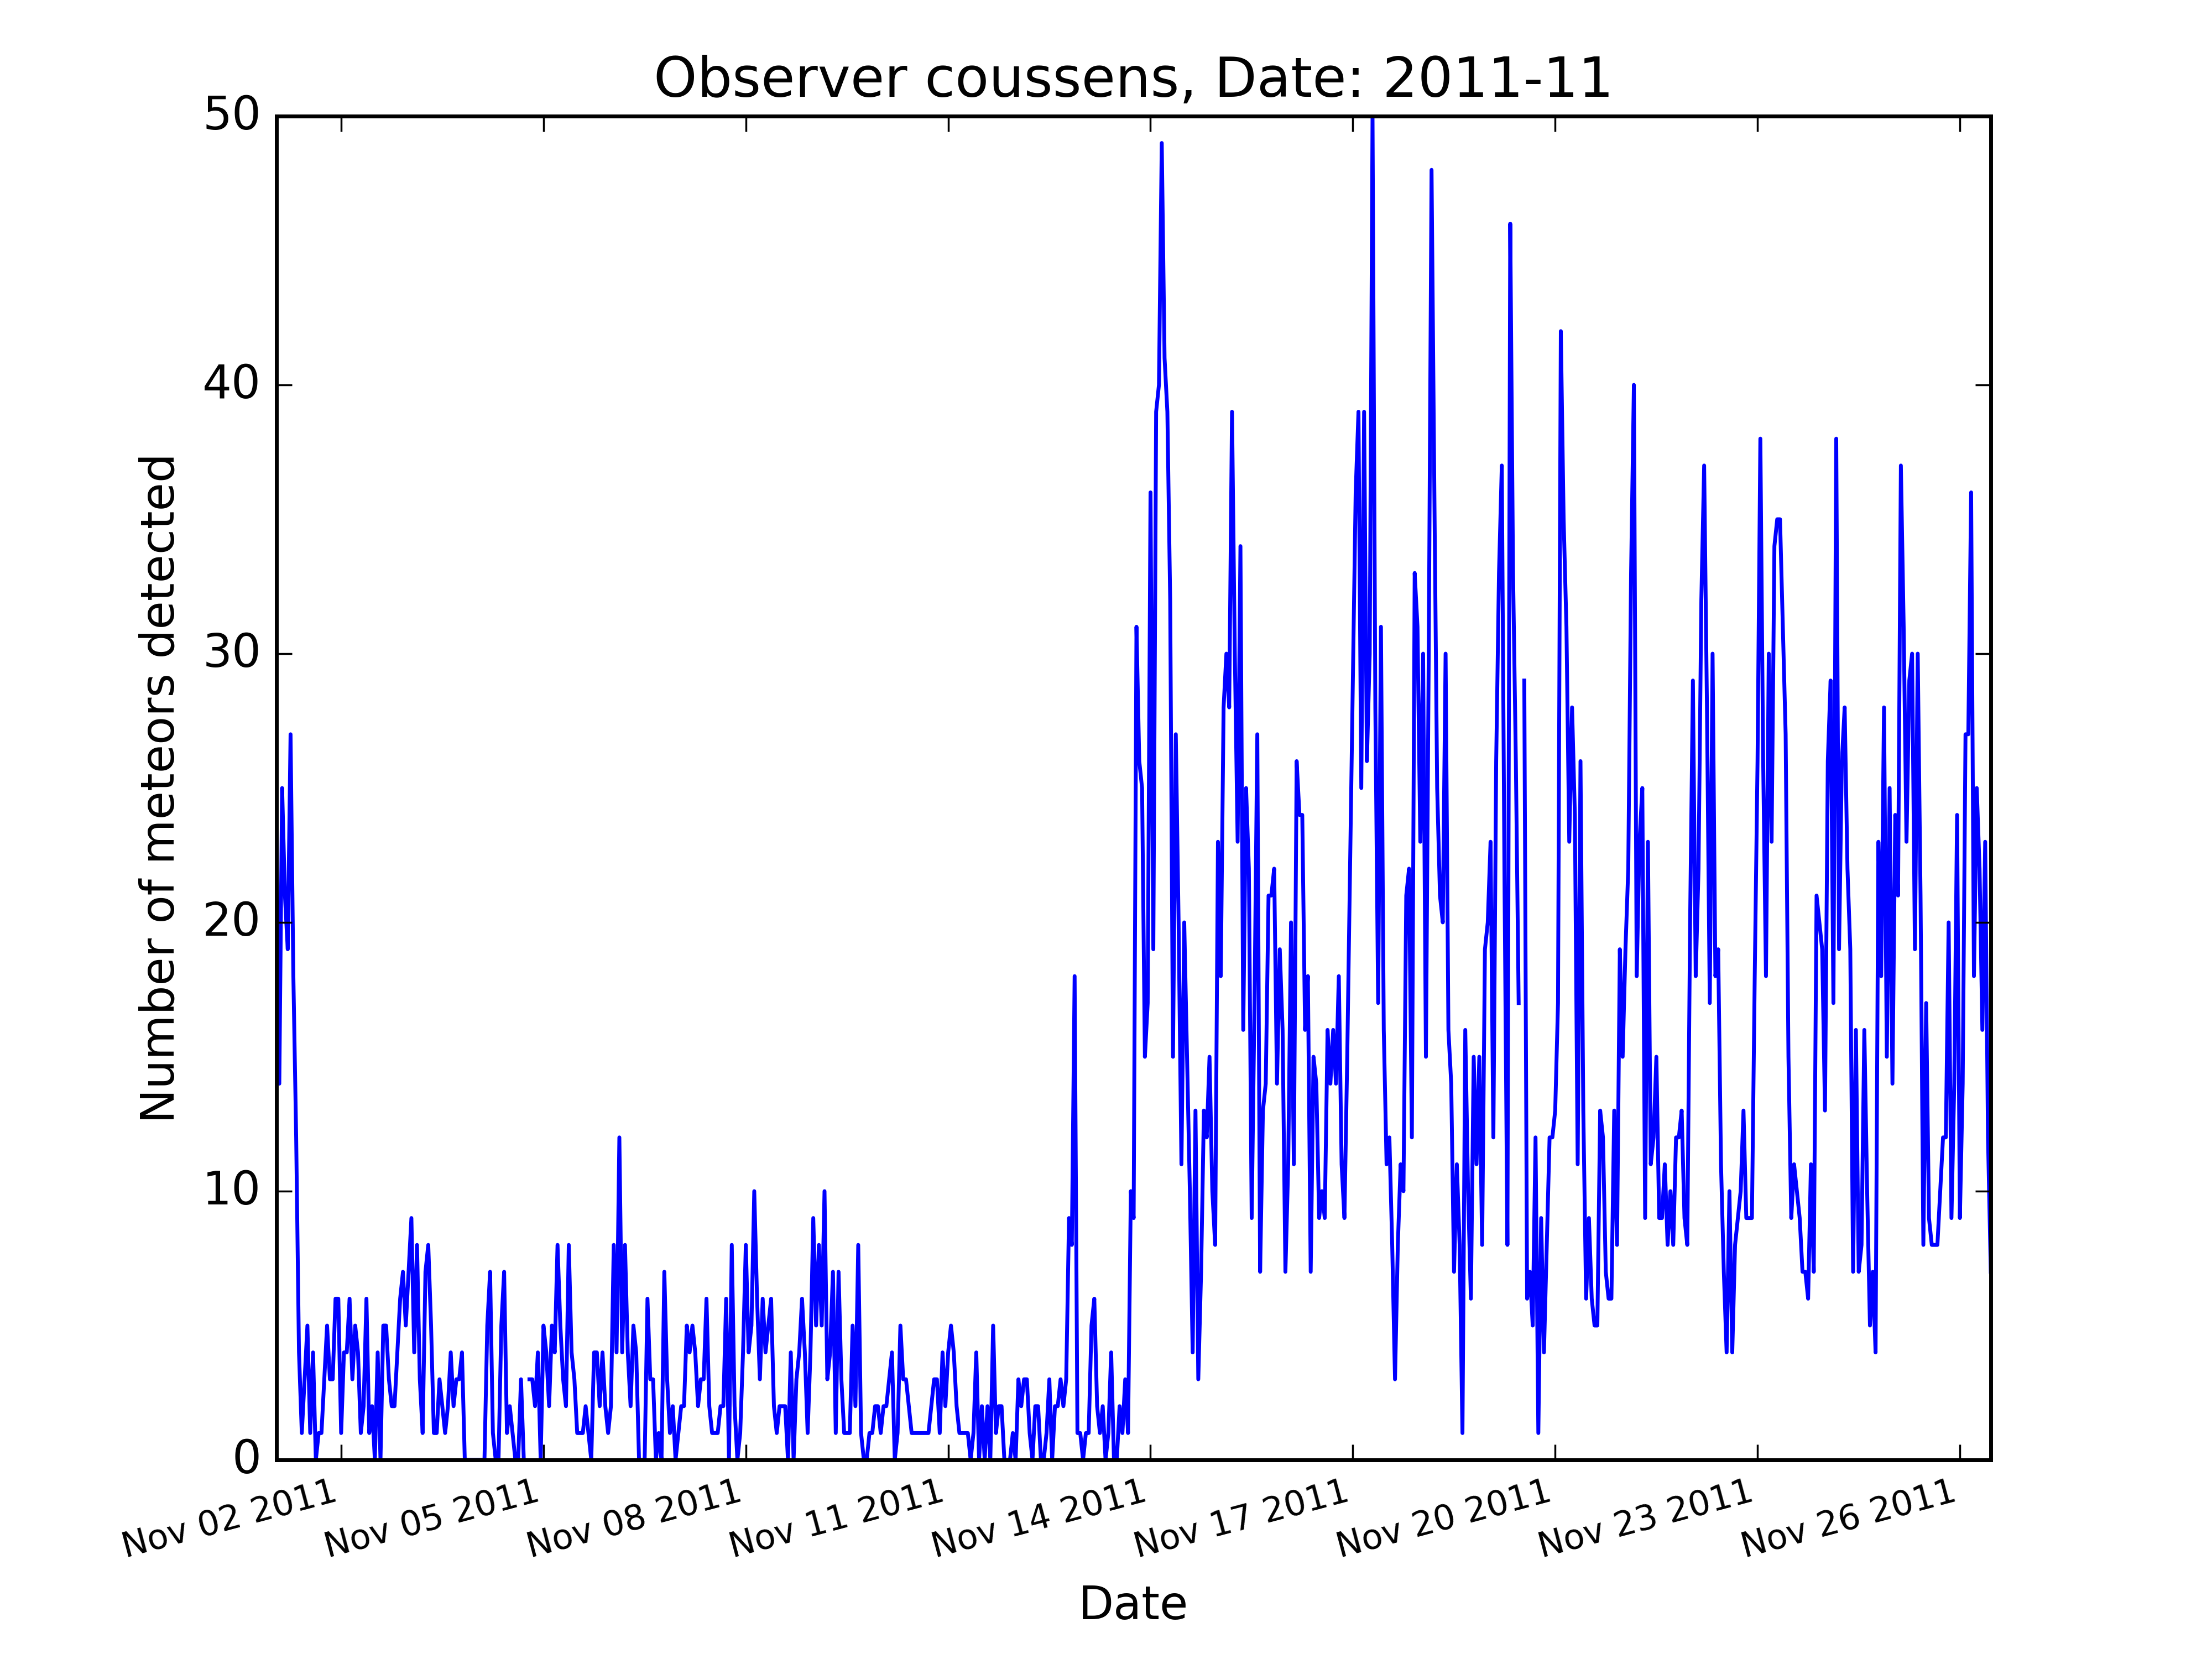 Observer coussens, Date: 2011-11
Number of meteors detected
50
40
30
20
10
0
Nov 02 2011
Nov 05 2011
Nov 08 2011
Nov 11 2011
Nov 14 2011
Nov 17 2011
Nov 20 2011
Nov 23 2011
Nov 26 2011
Date